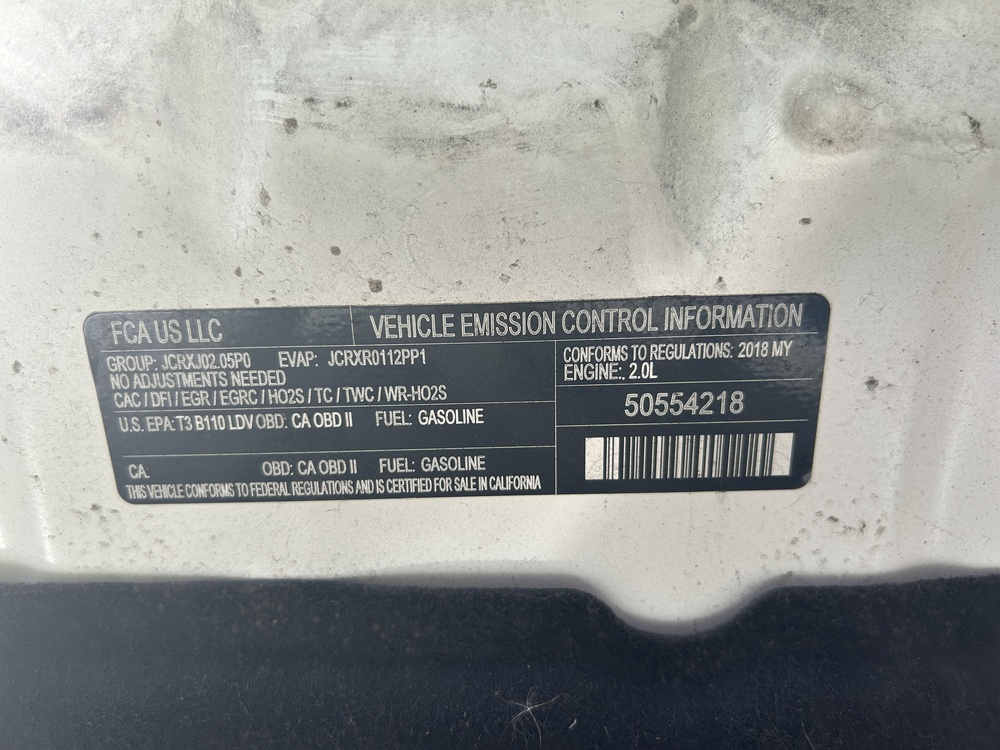 FCA US LLC
VEHICLE EMISSION CONTROL INFORMATION
GROUP: JCRXJ02.05P0 EVAP: JCRXR0112PP1
NO ADJUSTMENTS NEEDED
CAC / DFI / EGR / EGRC / HO2S / TC / TWC / WR-HO2S
U.S. EPA: T3 B110 LDV OBD: CA OBD II FUEL: GASOLINE
CA. OBD: CA OBD II FUEL: GASOLINE
THIS VEHICLE CONFORMS TO FEDERAL REGULATIONS AND IS CERTIFIED FOR SALE IN CALIFORNIA
CONFORMS TO REGULATIONS: 2018 MY
ENGINE:. 2.0L
50554218